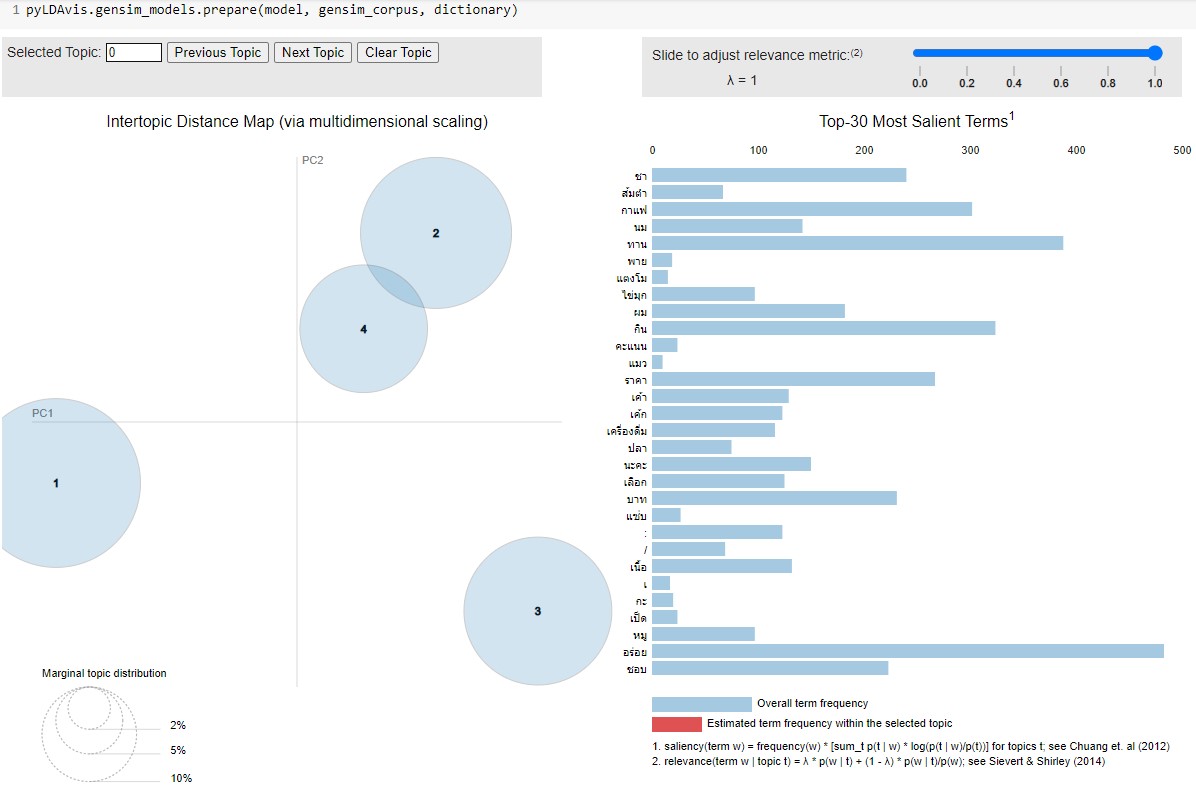 1 pyLDAvis.gensim_models.prepare(model, gensim_corpus, dictionary)
Selected Topic: 0 Previous Topic Next Topic Clear Topic
Slide to adjust relevance metric:(2)
λ = 1
0.0 0.2 0.4 0.6 0.8 1.0
Intertopic Distance Map (via multidimensional scaling)
PC2
PC1
2
4
1
3
Marginal topic distribution
2%
5%
10%
Top-30 Most Salient Terms1
0 100 200 300 400 500
ชา
ส้มตำ
กาแฟ
นม
ทาน
พาย
แตงโม
ไข่มุก
ผม
กิน
คะแนน
แมว
ราคา
เค้า
เค้ก
เครื่องดื่ม
ปลา
นะคะ
เลือก
บาท
แซ่บ
:
/
เนื้อ
เ
กะ
เป็ด
หมู
อร่อย
ชอบ
Overall term frequency
Estimated term frequency within the selected topic
1. saliency(term w) = frequency(w) * [sum_t p(t | w) * log(p(t | w)/p(t))] for topics t; see Chuang et. al (2012)
2. relevance(term w | topic t) = λ * p(w | t) + (1 - λ) * p(w | t)/p(w); see Sievert & Shirley (2014)